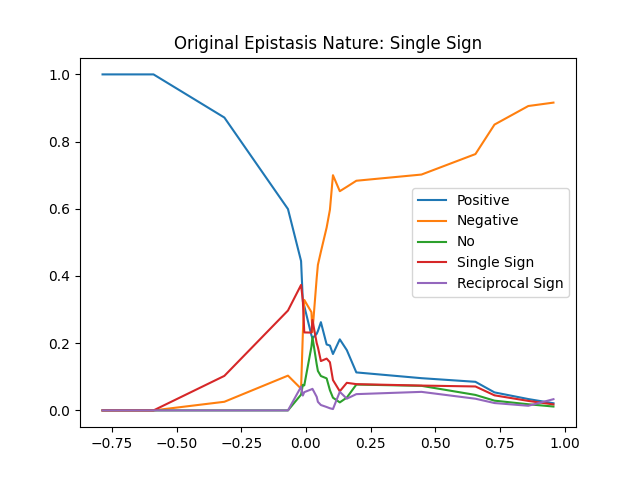 Original Epistasis Nature: Single Sign
1.0
0.8
0.6
0.4
0.2
0.0
Positive
Negative
No
Single Sign
Reciprocal Sign
−0.75 −0.50 −0.25 0.00 0.25 0.50 0.75 1.00